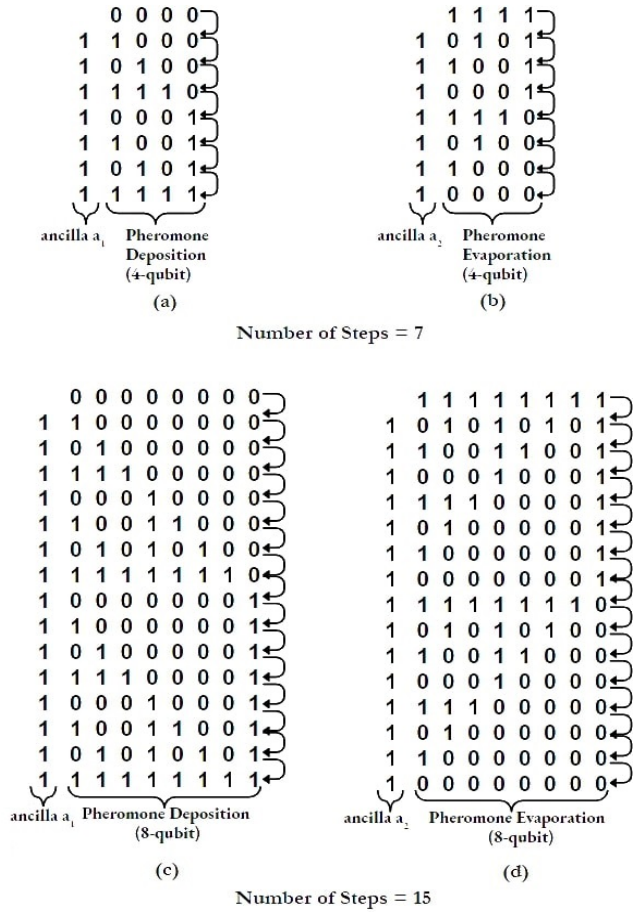 0 0 0 0
1 1 0 0 0
1 0 1 0 0
1 1 1 1 0
1 0 0 0 1
1 1 0 0 1
1 0 1 0 1
1 1 1 1 1
ancilla a1 Pheromone
Deposition
(4-qubit)
(a)
1 1 1 1
1 0 1 0 1
1 1 0 0 1
1 0 0 0 1
1 1 1 1 0
1 0 1 0 0
1 1 0 0 0
1 0 0 0 0
ancilla a2 Pheromone
Evaporation
(4-qubit)
(b)
Number of Steps = 7
0 0 0 0 0 0 0 0
1 1 0 0 0 0 0 0 0
1 0 1 0 0 0 0 0 0
1 1 1 1 0 0 0 0 0
1 0 0 0 1 0 0 0 0
1 1 0 0 1 1 0 0 0
1 0 1 0 1 0 1 0 0
1 1 1 1 1 1 1 1 0
1 0 0 0 0 0 0 0 1
1 1 0 0 0 0 0 0 1
1 0 1 0 0 0 0 0 1
1 1 1 1 0 0 0 0 1
1 0 0 0 1 0 0 0 1
1 1 0 0 1 1 0 0 1
1 0 1 0 1 0 1 0 1
1 1 1 1 1 1 1 1 1
ancilla a1 Pheromone Deposition
(8-qubit)
(c)
1 1 1 1 1 1 1 1
1 0 1 0 1 0 1 0 1
1 1 0 0 1 1 0 0 1
1 0 0 0 1 0 0 0 1
1 1 1 1 0 0 0 0 1
1 0 1 0 0 0 0 0 1
1 1 0 0 0 0 0 0 1
1 0 0 0 0 0 0 0 1
1 1 1 1 1 1 1 1 0
1 0 1 0 1 0 1 0 0
1 1 0 0 1 1 0 0 0
1 0 0 0 1 0 0 0 0
1 1 1 1 0 0 0 0 0
1 0 1 0 0 0 0 0 0
1 1 0 0 0 0 0 0 0
1 0 0 0 0 0 0 0 0
ancilla a2 Pheromone Evaporation
(8-qubit)
(d)
Number of Steps = 15